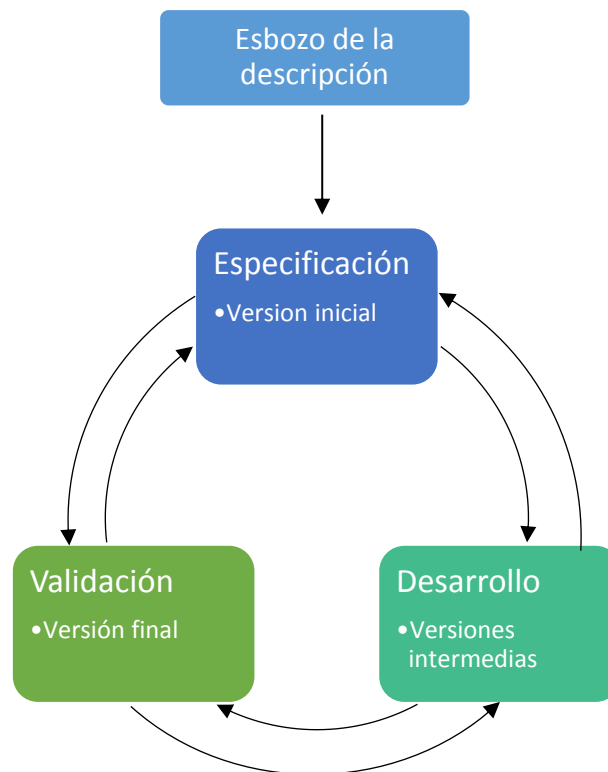 Esbozo de la
descripción
Especificación
•Version inicial
Validación
•Versión final
Desarrollo
•Versiones
intermedias